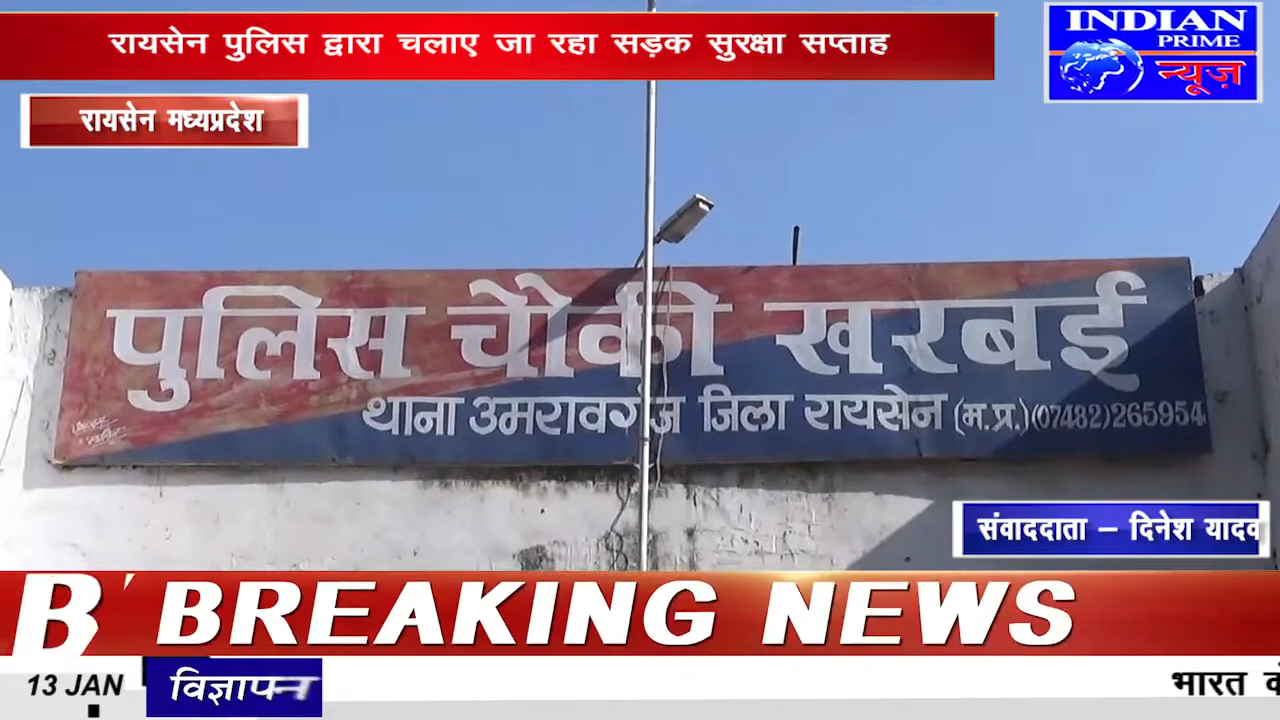 रायसेन पुलिस द्वारा चलाए जा रहा सड़क सुरक्षा सप्ताह
INDIAN
PRIME
न्यूज़
रायसेन मध्यप्रदेश
पुलिस चौकी खरबई
थाना उमरावगंज जिला रायसेन (म.प्र.)(07482)265954
संवाददाता – दिनेश यादव
B BREAKING NEWS
13 JAN
विज्ञापन
भारत